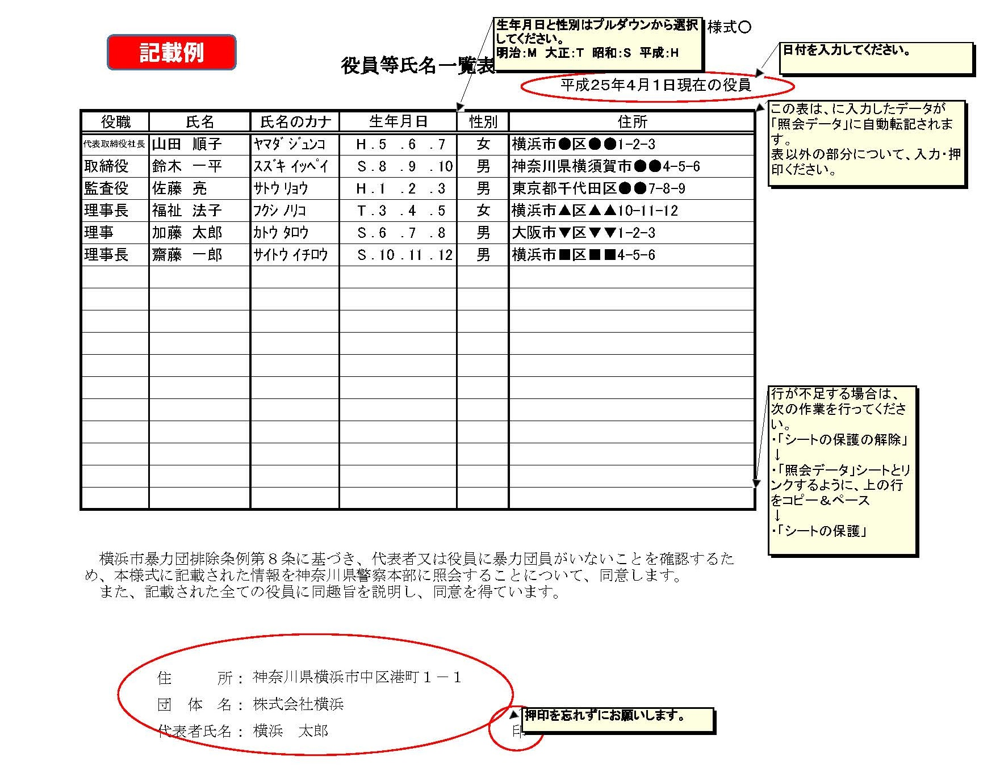 生年月日と性別はプルダウンから選択
してください。
明治:M 大正:T 昭和:S 平成:H
様式〇
記載例
日付を入力してください。
役員等氏名一覧表
平成25年4月1日現在の役員
この表は、に入力したデータが
「照会データ」に自動転記されま
す。
表以外の部分について、入力・押
印ください。
役職 氏名 氏名のカナ 生年月日 性別 住所
代表取締役社長 山田 順子 ヤマダ ジュンコ H.5 .6 .7 女 横浜市●区●●1-2-3
取締役 鈴木 一平 スズキ イッペイ S.8 .9 .10 男 神奈川県横須賀市●●4-5-6
監査役 佐藤 亮 サトウ リョウ H.1 .2 .3 男 東京都千代田区●●7-8-9
理事長 福祉 法子 フクシ ノリコ T.3 .4 .5 女 横浜市▲区▲▲10-11-12
理事 加藤 太郎 カトウ タロウ S.6 .7 .8 男 大阪市▼区▼▼1-2-3
理事長 齋藤 一郎 サイトウ イチロウ S.10.11.12 男 横浜市■区■■4-5-6
行が不足する場合は、
次の作業を行ってくださ
い。
・「シートの保護の解除」
↓
・「照会データ」シートとリ
ンクするように、上の行
をコピー&ペース
↓
・「シートの保護」
横浜市暴力団排除条例第8条に基づき、代表者又は役員に暴力団員がいないことを確認するた
め、本様式に記載された情報を神奈川県警察本部に照会することについて、同意します。
また、記載された全ての役員に同趣旨を説明し、同意を得ています。
住 所: 神奈川県横浜市中区港町1-1
団 体 名: 株式会社横浜
代表者氏名: 横浜 太郎 印
押印を忘れずにお願いします。